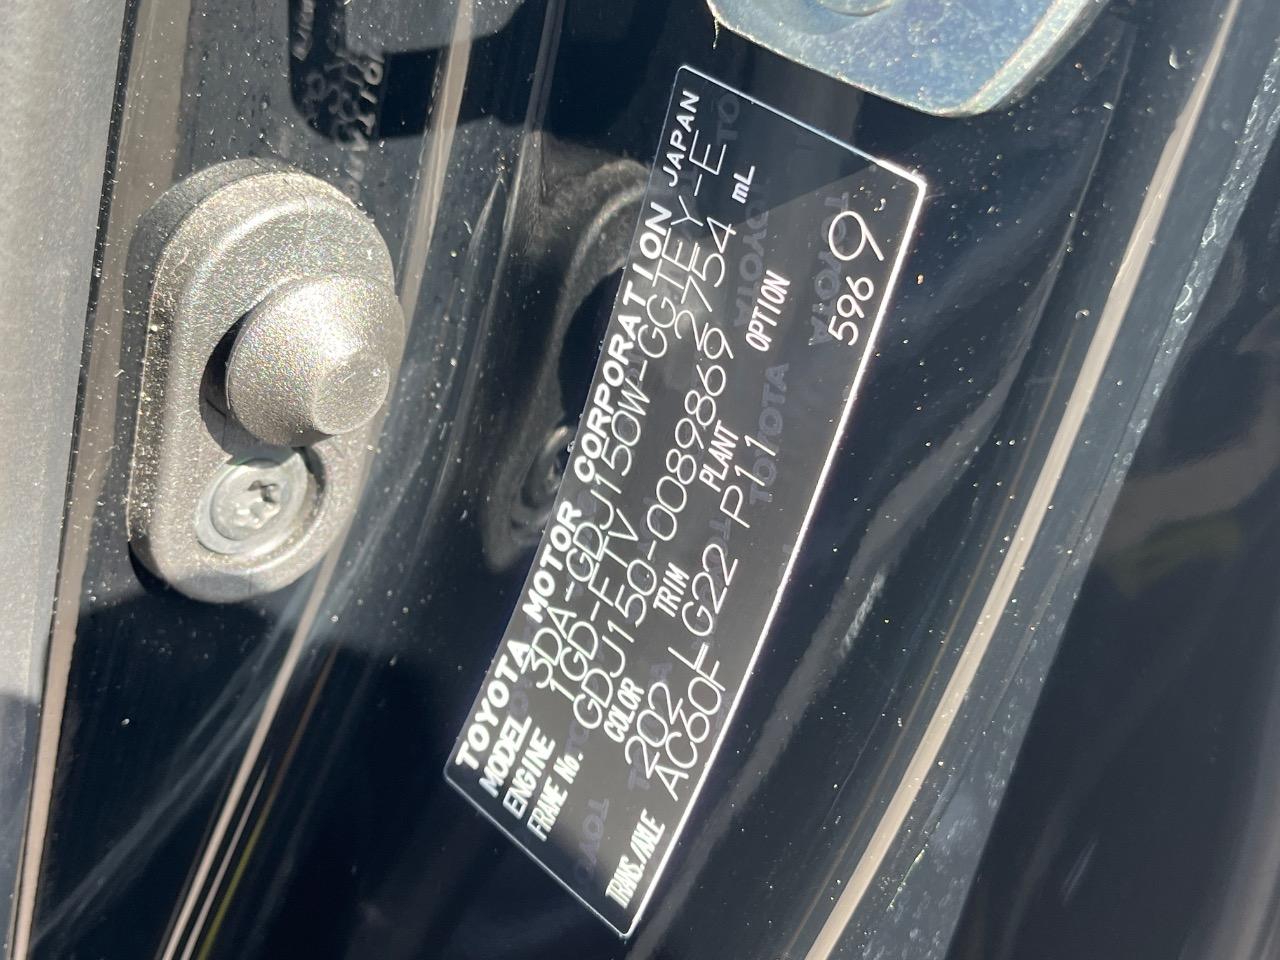 TOYOTA MOTOR CORPORATION JAPAN
MODEL 3DA-GDJ150W-GGTEY-E
ENGINE 1GD-FTV 2754 mL
FRAME No. GDJ150-0089869
COLOR TRIM PLANT OPTION
202 LG22 P11
TRANS./AXLE AC60F 596